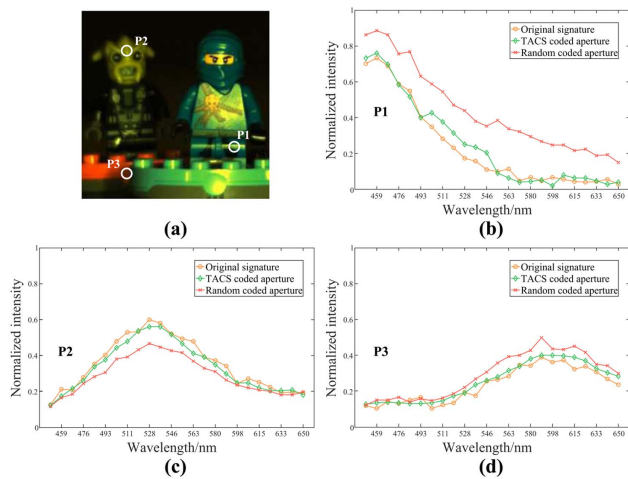 P2
P1
P3
(a)
Normalized intensity
1
0.8
0.6
0.4
0.2
0
Original signature
TACS coded aperture
Random coded aperture
P1
459 476 493 511 528 546 563 580 598 615 633 650
Wavelength/nm
(b)
Normalized intensity
1
0.8
0.6
0.4
0.2
0
Original signature
TACS coded aperture
Random coded aperture
P2
459 476 493 511 528 546 563 580 598 615 633 650
Wavelength/nm
(c)
Normalized intensity
1
0.8
0.6
0.4
0.2
0
Original signature
TACS coded aperture
Random coded aperture
P3
459 476 493 511 528 546 563 580 598 615 633 650
Wavelength/nm
(d)